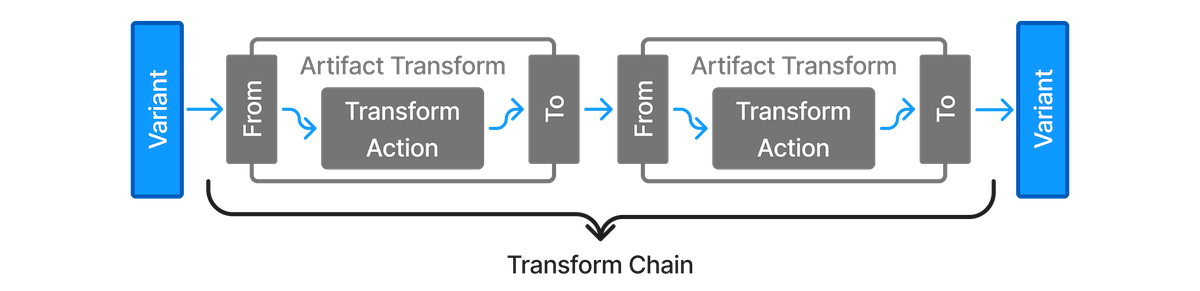 Variant
From
Artifact Transform
Transform
Action
To
From
Artifact Transform
Transform
Action
To
Variant
Transform Chain